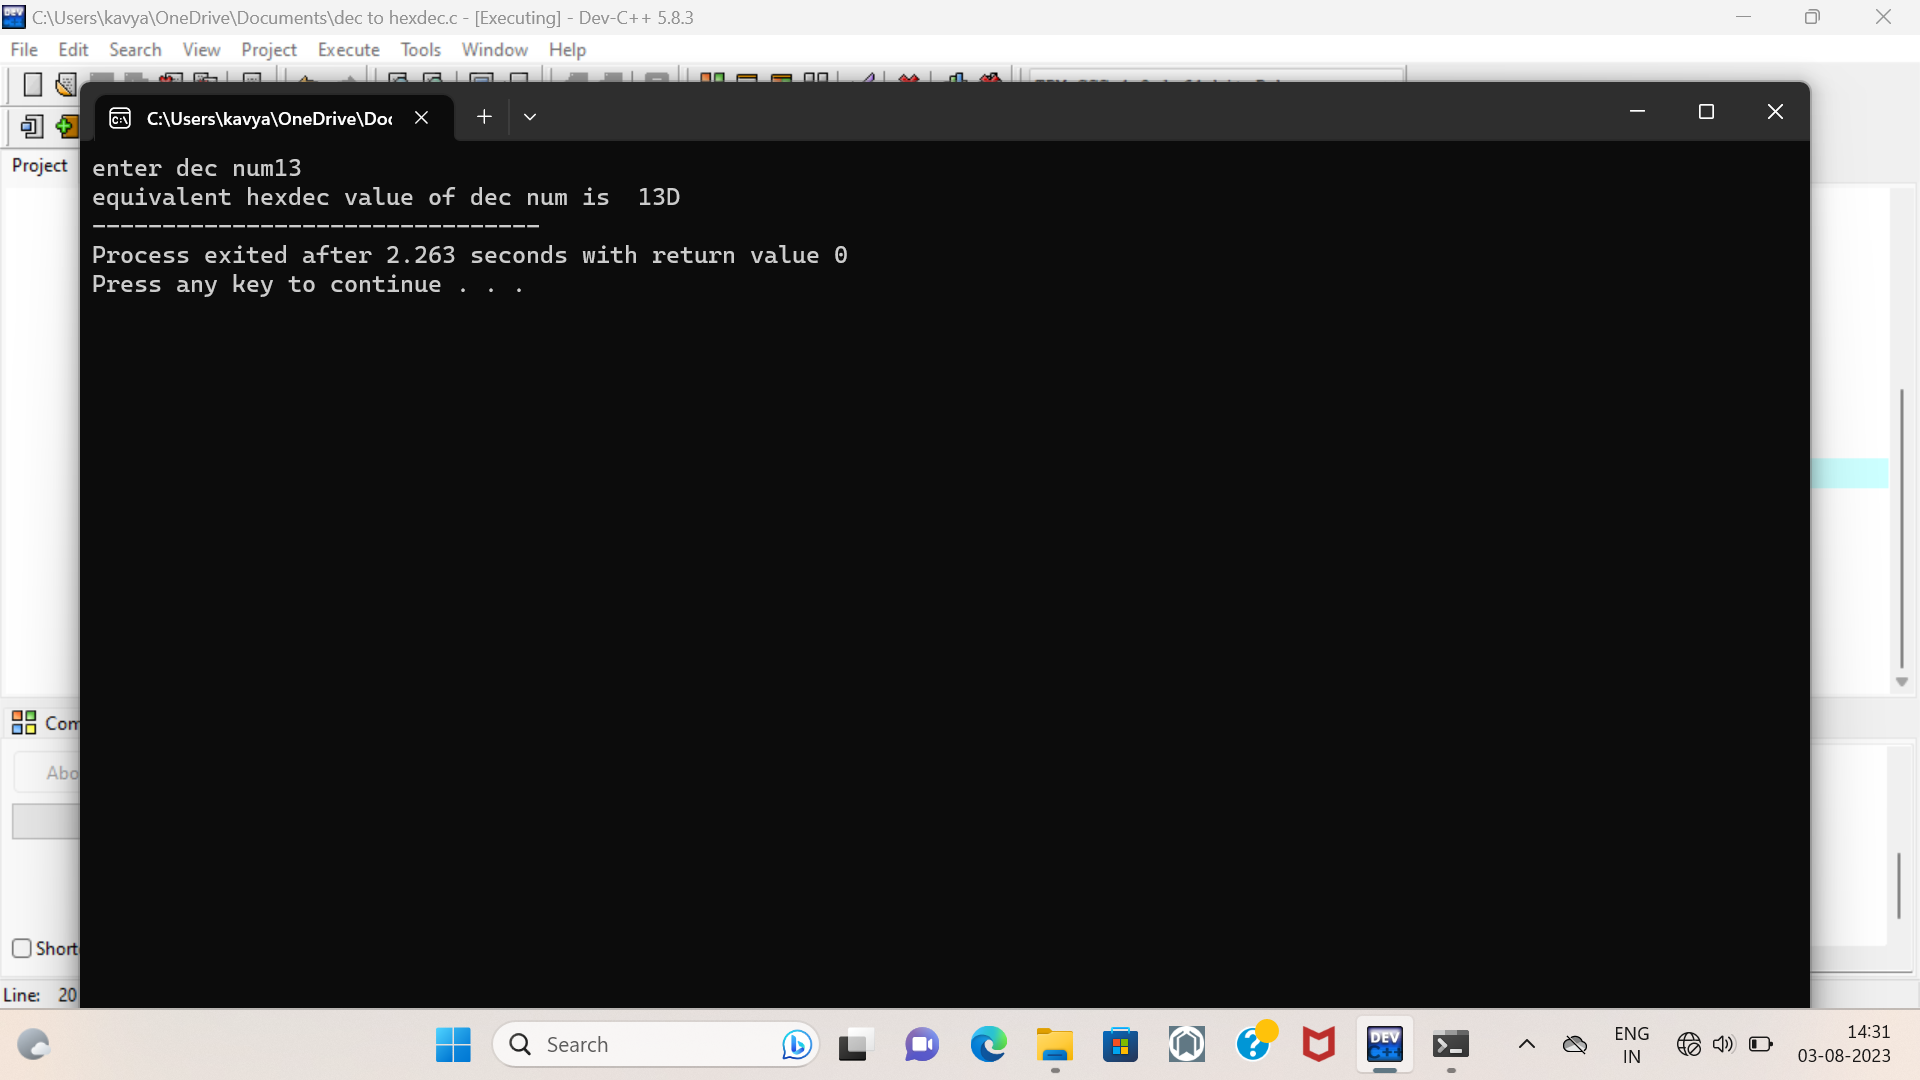 C:\Users\kavya\OneDrive\Documents\dec to hexdec.c - [Executing] - Dev-C++ 5.8.3
File Edit Search View Project Execute Tools Window Help
C:\Users\kavya\OneDrive\Doc
Project
enter dec num13
equivalent hexdec value of dec num is  13D
--------------------------------
Process exited after 2.263 seconds with return value 0
Press any key to continue . . .
Com
Abo
Short
Line: 20
Search
DEV C++
ENG
IN
14:31
03-08-2023